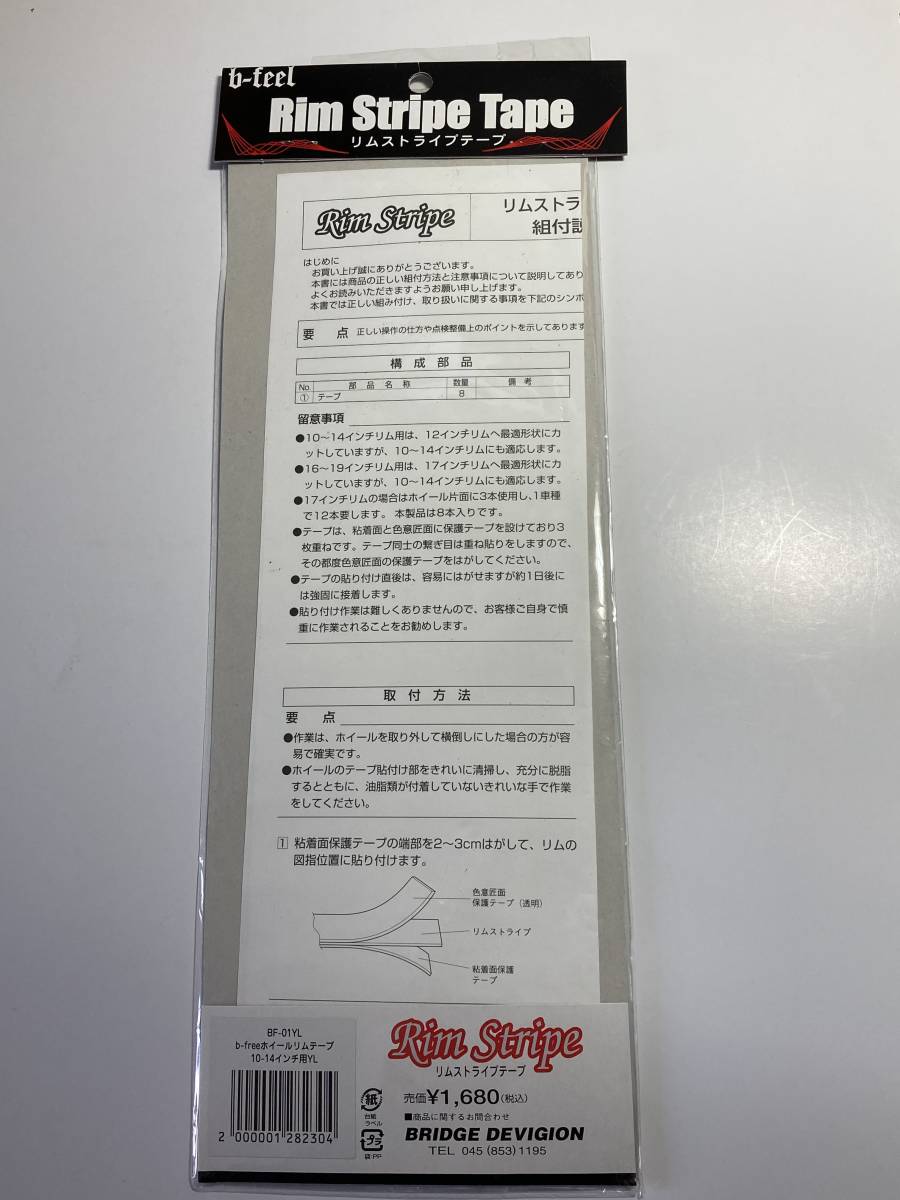 b-feel
Rim Stripe Tape
リムストライプテープ
Rim Stripe
リムストラ
組付説
はじめに
お買い上げ誠にありがとうございます。
本書には商品の正しい組付方法と注意事項について説明してあり
よくお読みいただきますようお願い申し上げます。
本書では正しい組み付け、取り扱いに関する事項を下記のシンボ
要 点 正しい操作の仕方や点検整備上のポイントを示してあります
構成部品
No. 部品名称 数量 備考
① テープ 8
留意事項
●10〜14インチリム用は、12インチリムへ最適形状にカ
ットしていますが、10〜14インチリムにも適応します。
●16〜19インチリム用は、17インチリムへ最適形状にカ
ットしていますが、10〜14インチリムにも適応します。
●17インチリムの場合はホイール片面に3本使用し、1車種
で12本要します。 本製品は8本入りです。
●テープは、粘着面と色意匠面に保護テープを設けており3
枚重ねです。テープ同士の繋ぎ目は重ね貼りをしますので、
その都度色意匠面の保護テープをはがしてください。
●テープの貼り付け直後は、容易にはがせますが約1日後に
は強固に接着します。
●貼り付け作業は難しくありませんので、お客様ご自身で慎
重に作業されることをお勧めします。
取付方法
要 点
●作業は、ホイールを取り外して横倒しにした場合の方が容
易で確実です。
●ホイールのテープ貼付け部をきれいに清掃し、充分に脱脂
するとともに、油脂類が付着していないきれいな手で作業
をしてください。
1 粘着面保護テープの端部を2〜3cmはがして、リムの
図指位置に貼り付けます。
色意匠面
保護テープ（透明）
リムストライプ
粘着面保護
テープ
BF-01YL
b-freeホイールリムテープ
10-14インチ用YL
2 000001 282304
Rim Stripe
リムストライプテープ
紙
台紙
ラベル
プラ
袋:PP
売価¥1,680(税込)
■商品に関するお問合わせ
BRIDGE DEVIGION
TEL 045 (853) 1195